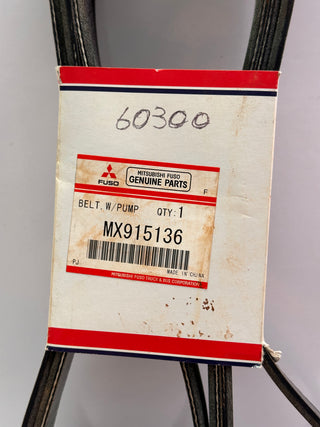 60300
FUSO
MITSUBISHI FUSO
GENUINE PARTS
F
BELT, W/PUMP QTY:1
MX915136
PJ
MADE IN CHINA
MITSUBISHI FUSO TRUCK & BUS CORPORATION